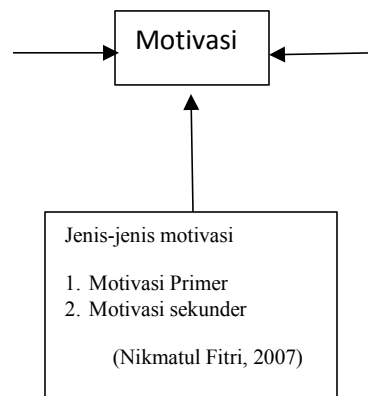 Motivasi
Jenis-jenis motivasi
1. Motivasi Primer
2. Motivasi sekunder
(Nikmatul Fitri, 2007)